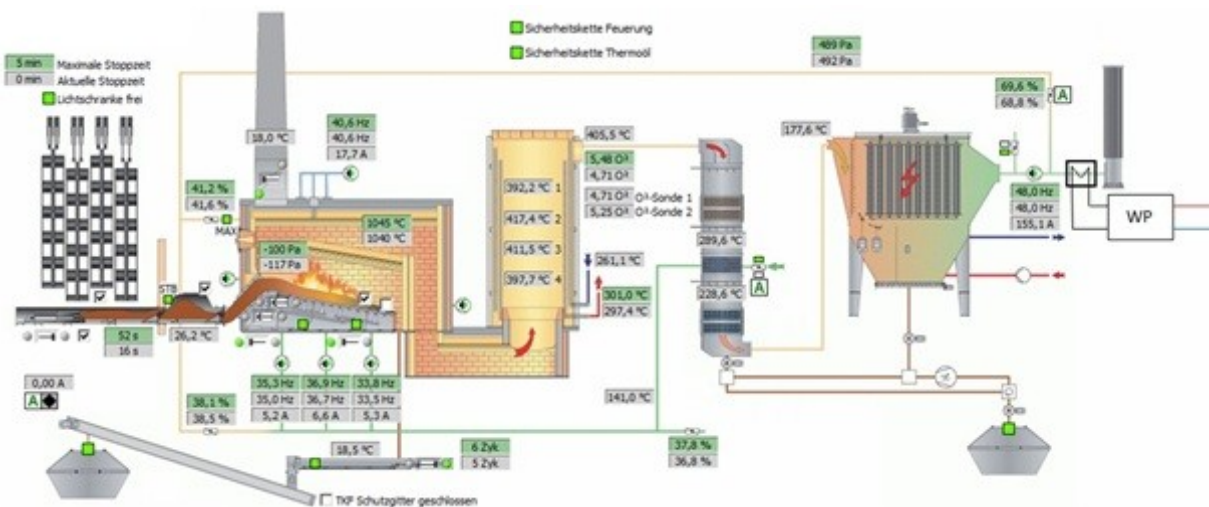 Sicherheitskette Feuerung
Sicherheitskette Thermoöl
5 min Maximale Stoppzeit
0 min Aktuelle Stoppzeit
Lichtschranke frei
489 Pa
492 Pa
69,6 %
68,8 %
A
18,0 °C
40,6 Hz
40,6 Hz
17,7 A
405,5 °C
177,6 °C
5,48 O²
4,71 O²
4,71 O² O²-Sonde 1
5,25 O² O²-Sonde 2
41,2 %
41,6 %
MAX
392,2 °C 1
417,4 °C 2
411,5 °C 3
397,7 °C 4
1045 °C
1040 °C
-100 Pa
-117 Pa
48,0 Hz
48,0 Hz
155,1 A
WP
289,6 °C
261,1 °C
301,0 °C
297,4 °C
228,6 °C
A
STB
52 s
16 s
26,2 °C
0,00 A
A
35,3 Hz
35,0 Hz
5,2 A
36,9 Hz
36,7 Hz
6,6 A
33,8 Hz
33,5 Hz
5,3 A
38,1 %
38,5 %
141,0 °C
18,5 °C
6 Zyk
5 Zyk
37,8 %
36,8 %
TKF Schutzgitter geschlossen